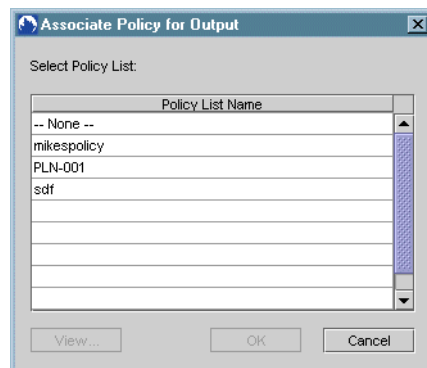 Associate Policy for Output
Select Policy List:
Policy List Name
-- None --
mikespolicy
PLN-001
sdf
View...
OK
Cancel